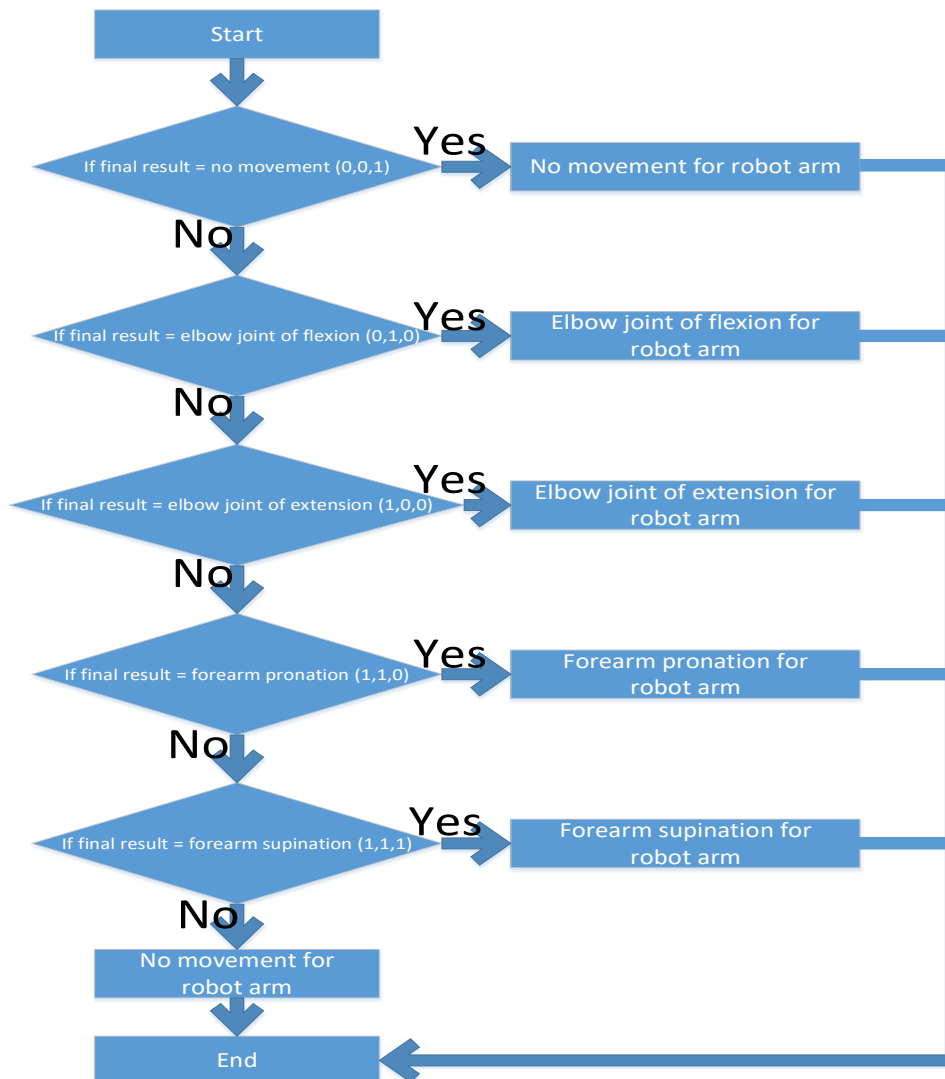 Start
If final result = no movement (0,0,1)
Yes
No movement for robot arm
No
If final result = elbow joint of flexion (0,1,0)
Yes
Elbow joint of flexion for
robot arm
No
If final result = elbow joint of extension (1,0,0)
Yes
Elbow joint of extension for
robot arm
No
If final result = forearm pronation (1,1,0)
Yes
Forearm pronation for
robot arm
No
If final result = forearm supination (1,1,1)
Yes
Forearm supination for
robot arm
No
No movement for
robot arm
End